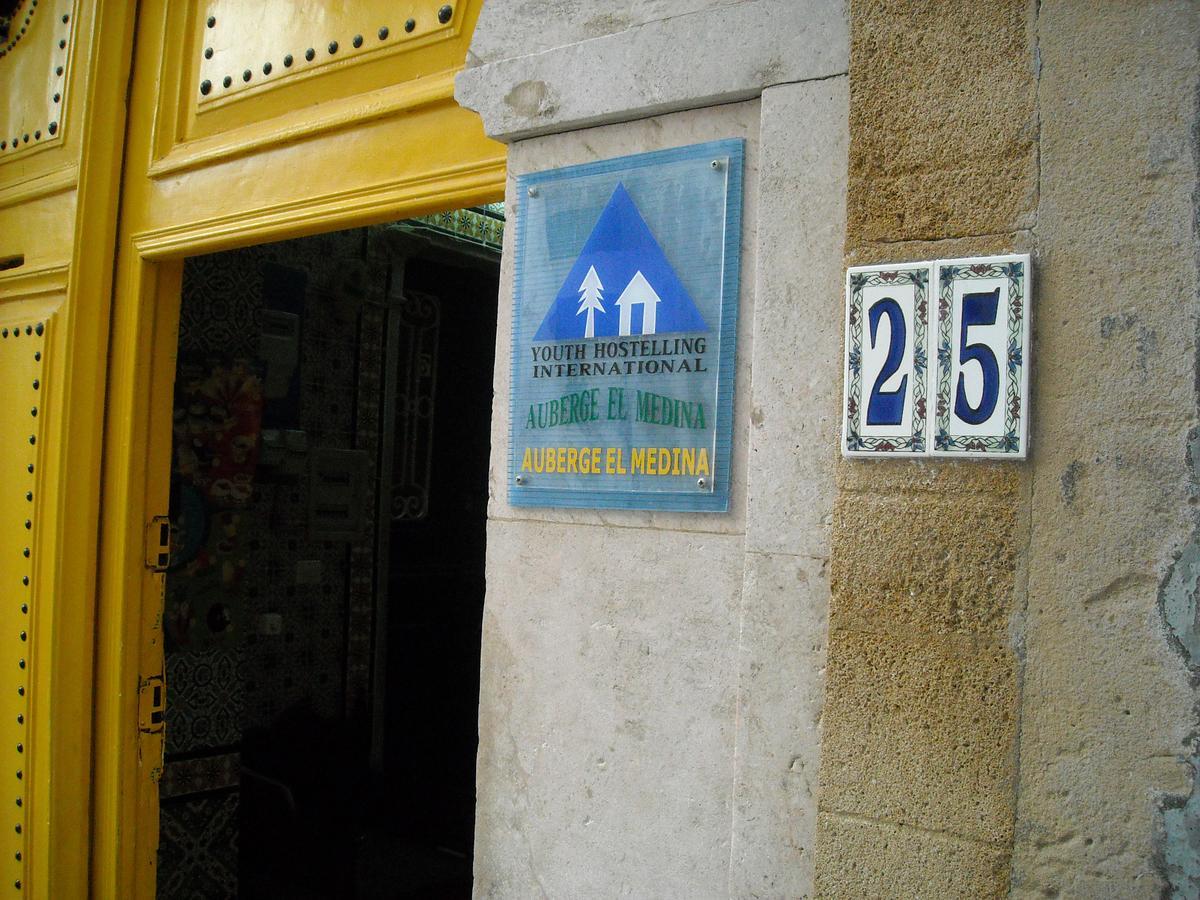 YOUTH HOSTELLING
INTERNATIONAL
AUBERGE EL MEDINA
AUBERGE EL MEDINA
25